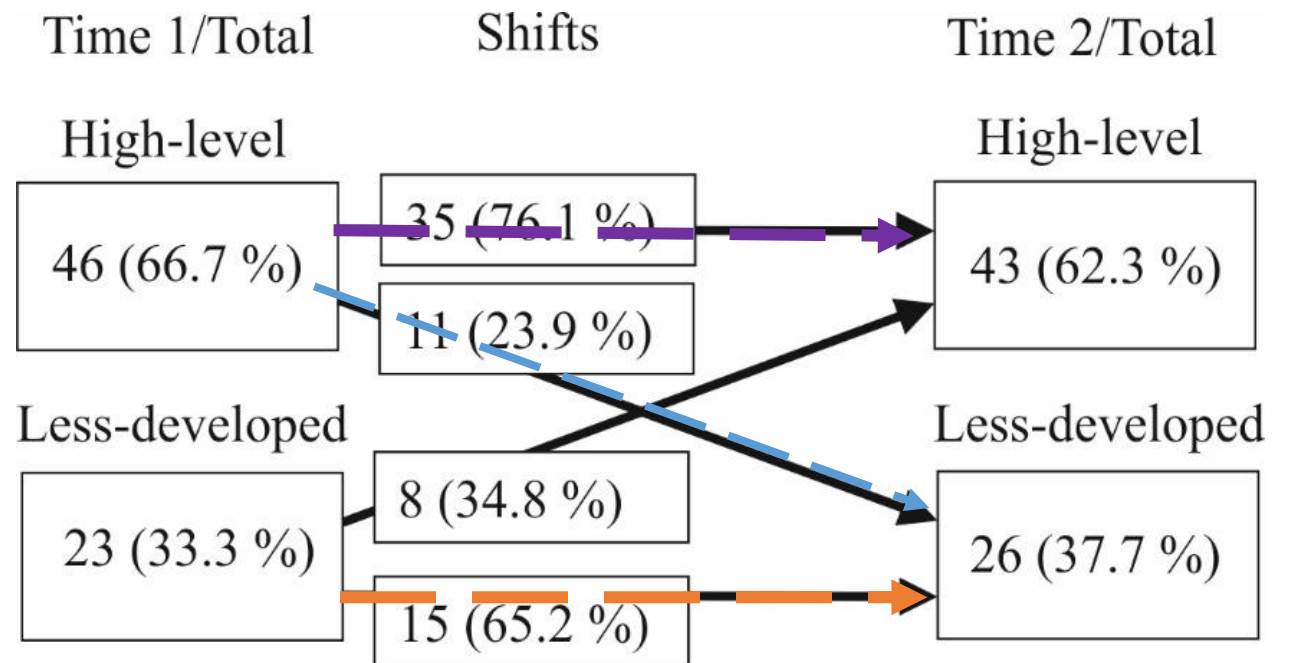 Time 1/Total
Shifts
Time 2/Total
High-level
High-level
35 (76.1 %)
46 (66.7 %)
43 (62.3 %)
11 (23.9 %)
Less-developed
Less-developed
8 (34.8 %)
23 (33.3 %)
26 (37.7 %)
15 (65.2 %)